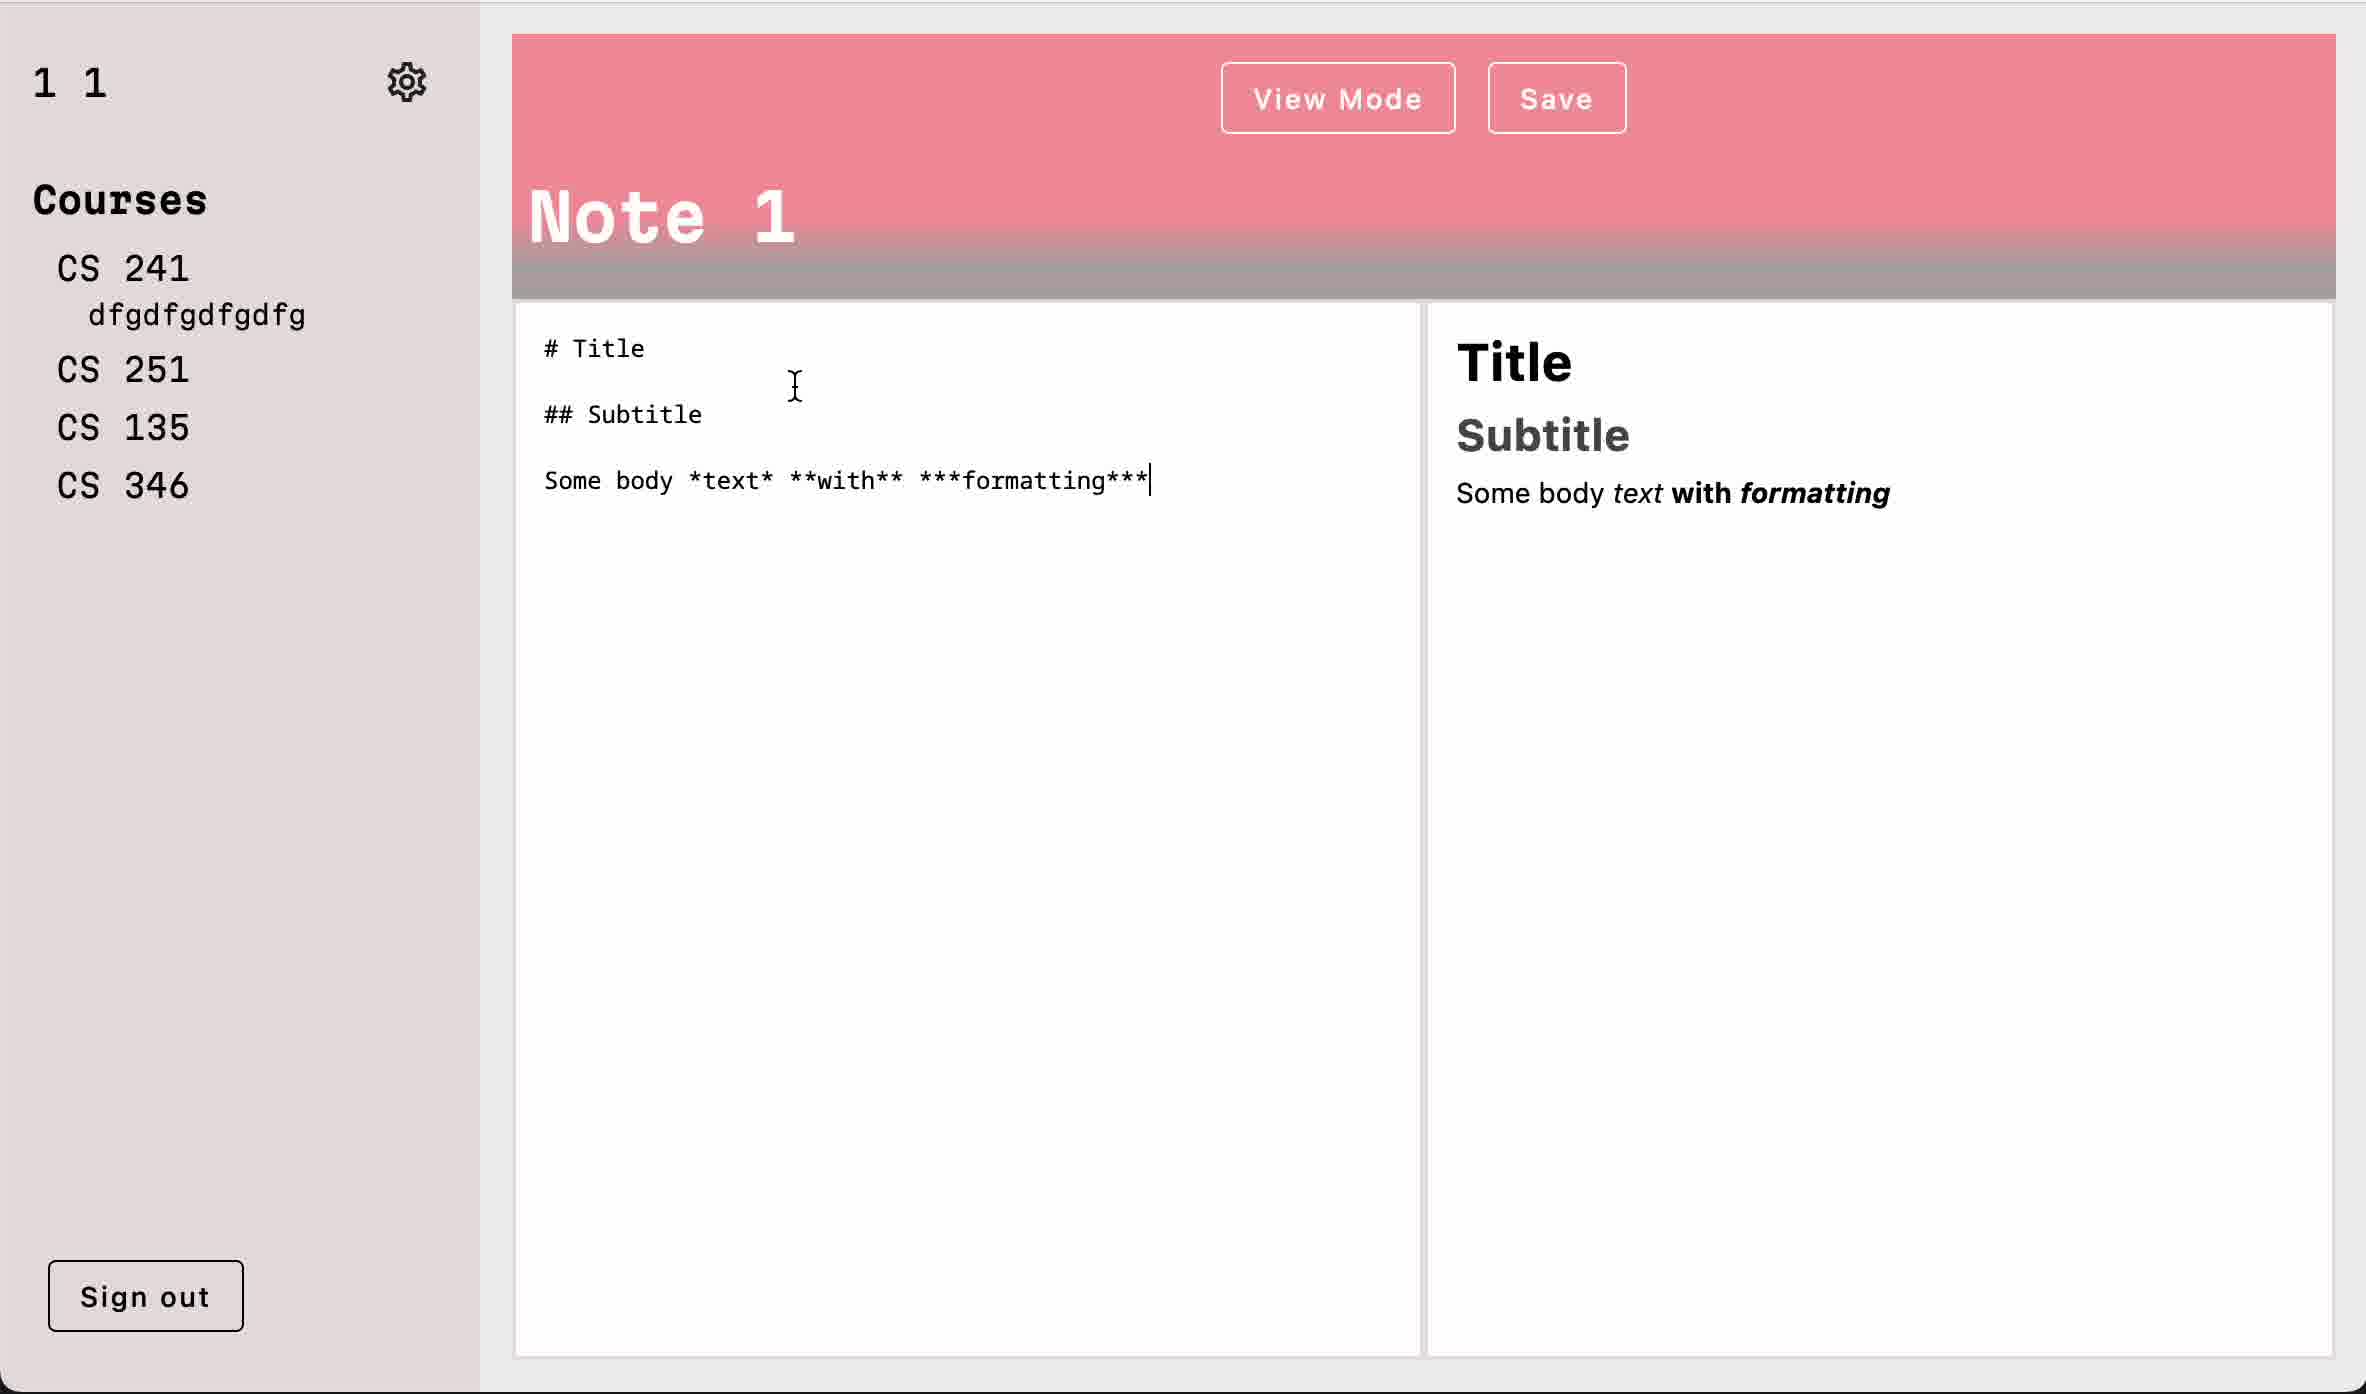 1 1
Courses
CS 241
dfgdfgdfgdfg
CS 251
CS 135
CS 346
Sign out
View Mode
Save
Note 1
# Title
## Subtitle
Some body *text* **with** ***formatting***
Title
Subtitle
Some body text with formatting